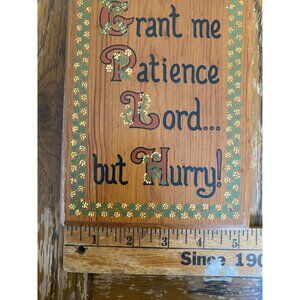 Grant me
Patience
Lord...
but Hurry!
1 2 3 4 5
Since 190